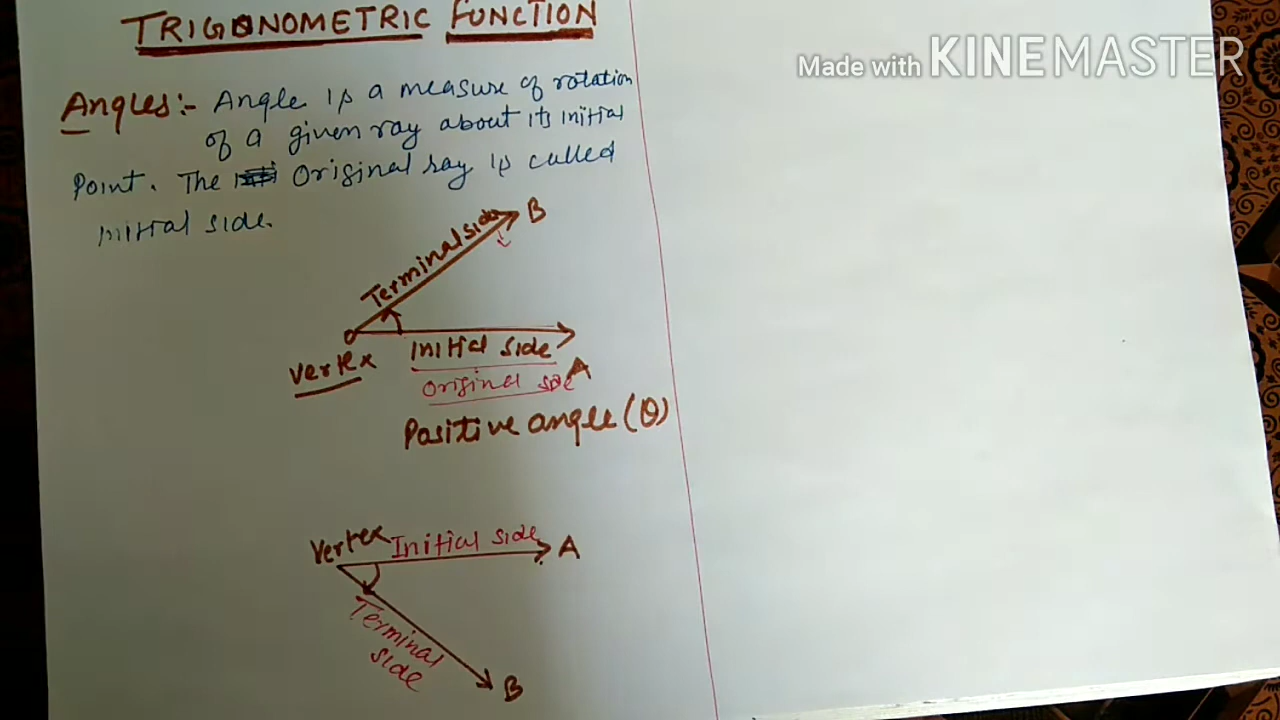 TRIGONOMETRIC FUNCTION
Made with KINEMASTER
Angles:- Angle is a measure of rotation
of a given ray about its initial
Point. The Original ray is called
initial side.
B
Terminal side
Vertex
Initial side
A
Original
Positive angle (θ)
Vertex
Initial side
A
Terminal
side
B